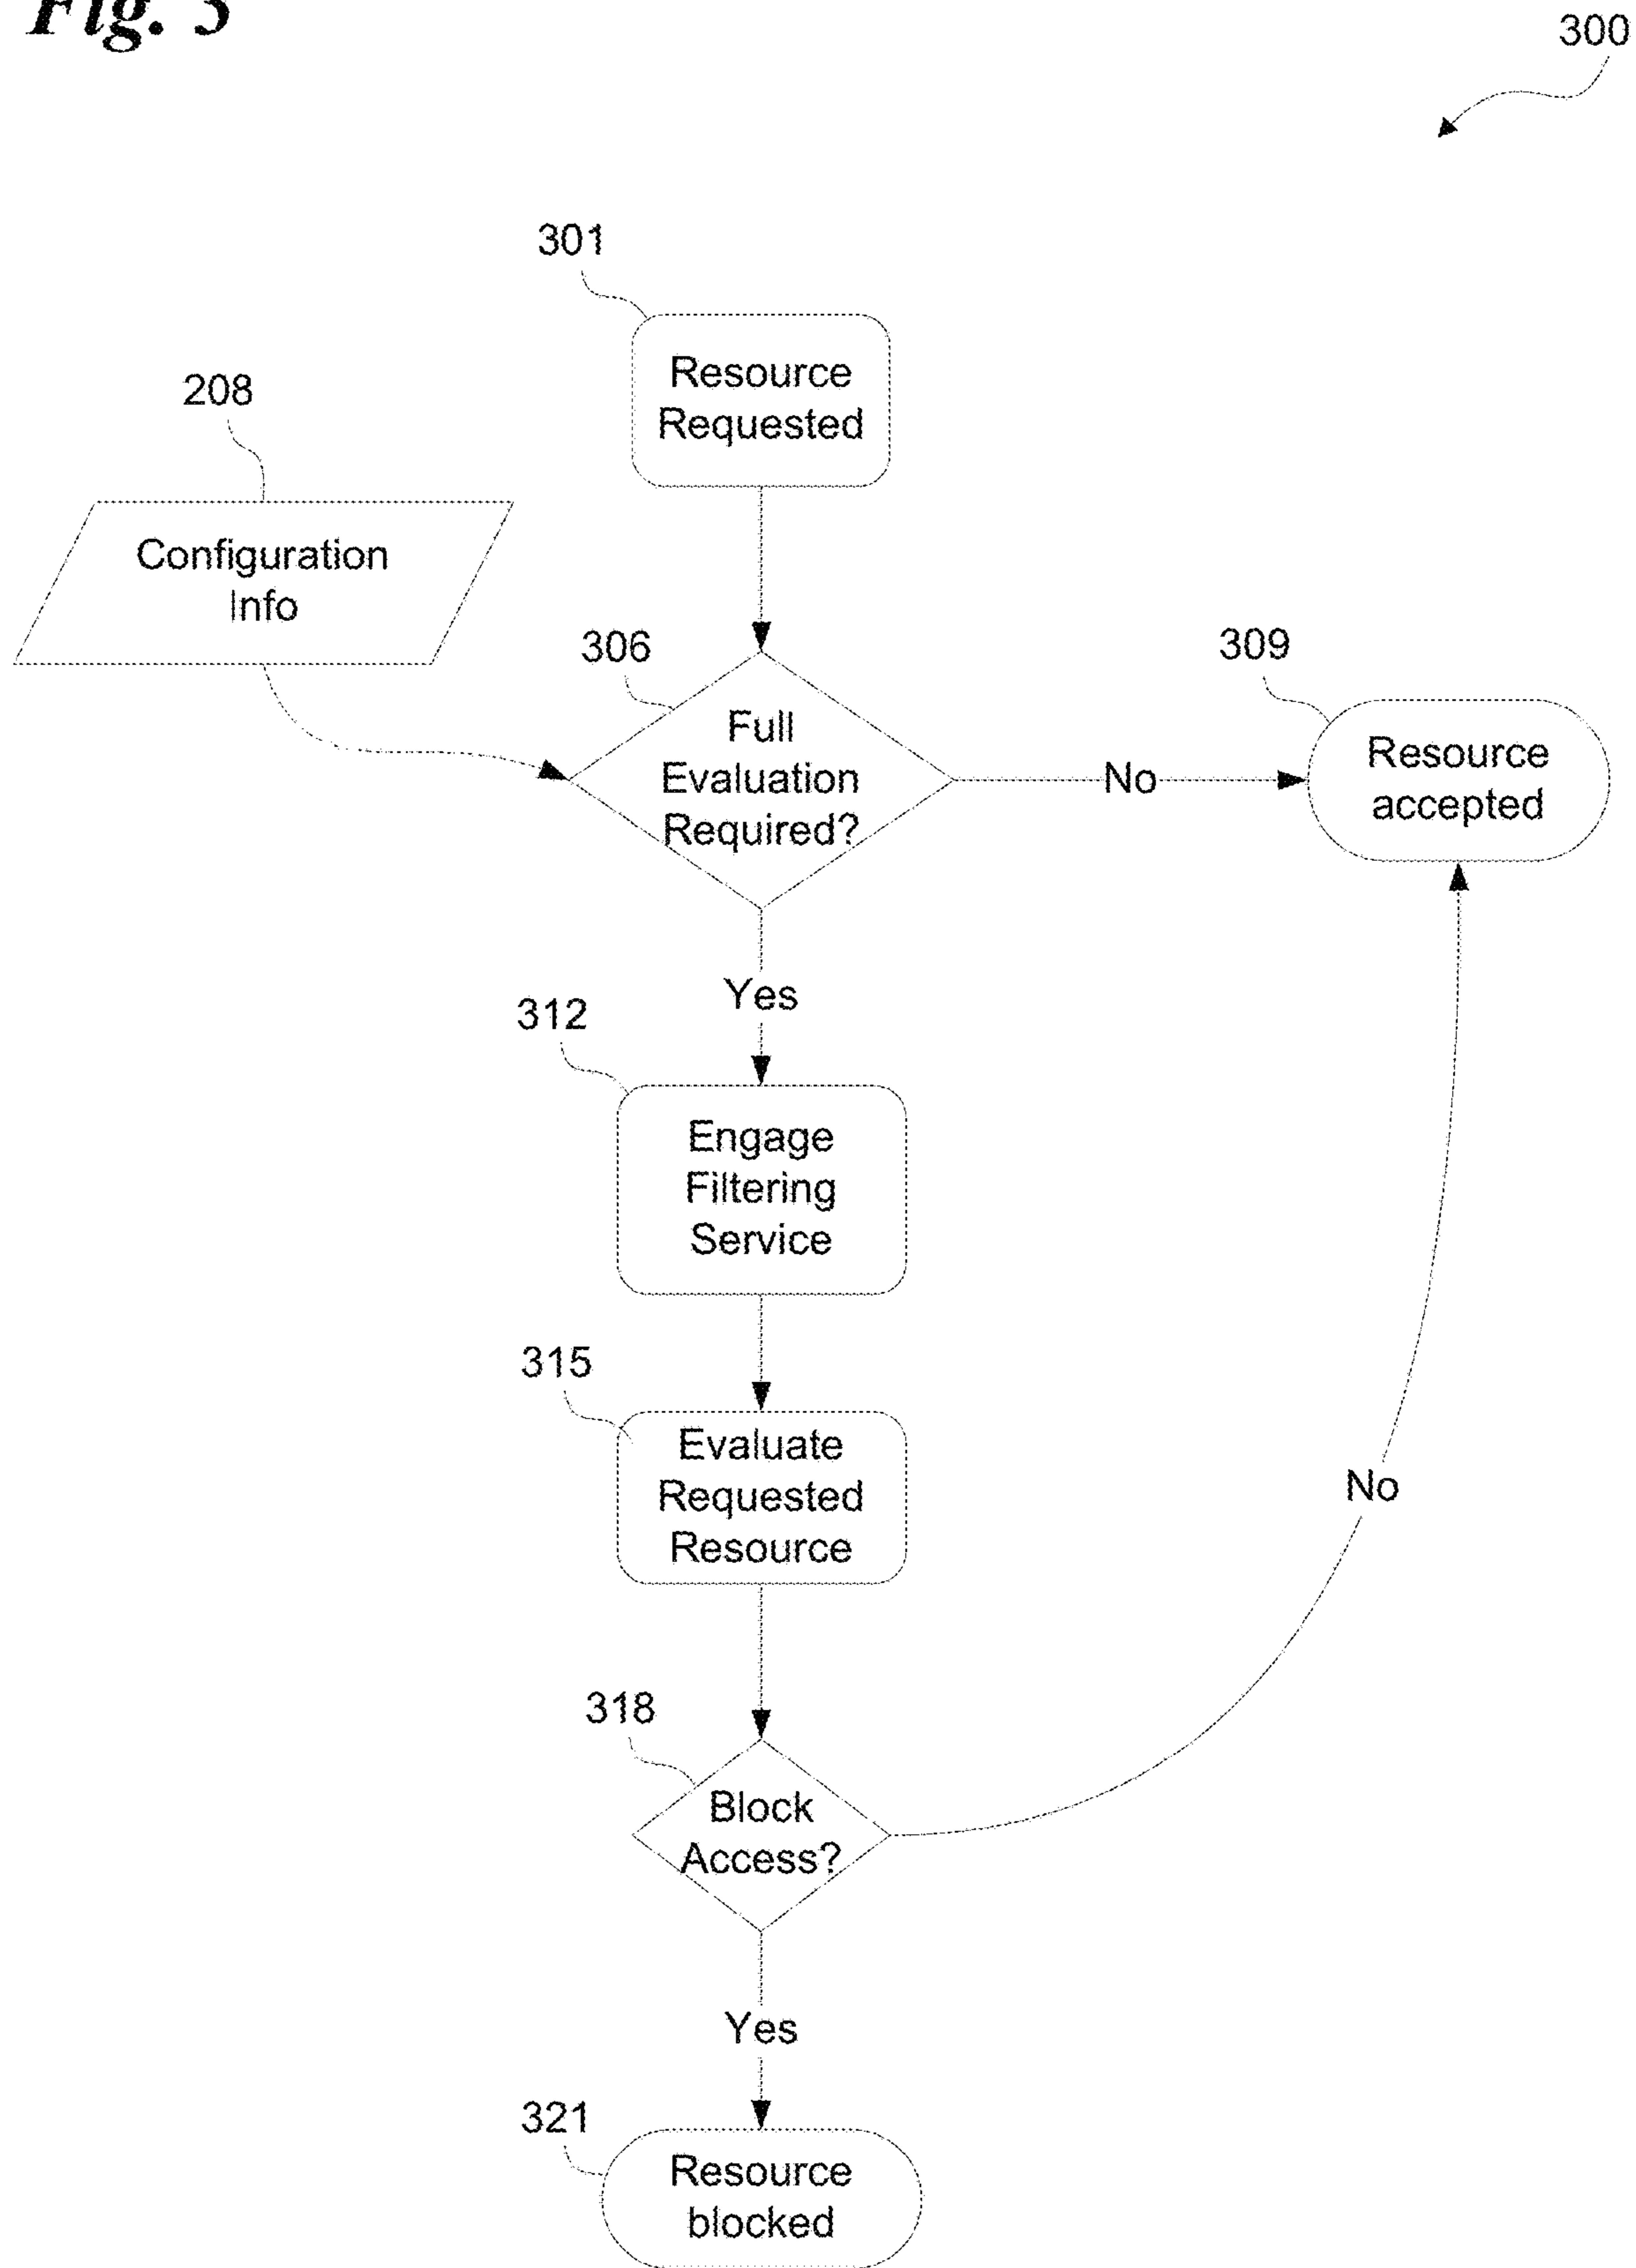 Fig. 3
300
301
Resource
Requested
208
Configuration
Info
306
Full
Evaluation
Required?
No
309
Resource
accepted
Yes
312
Engage
Filtering
Service
315
Evaluate
Requested
Resource
No
318
Block
Access?
Yes
321
Resource
blocked